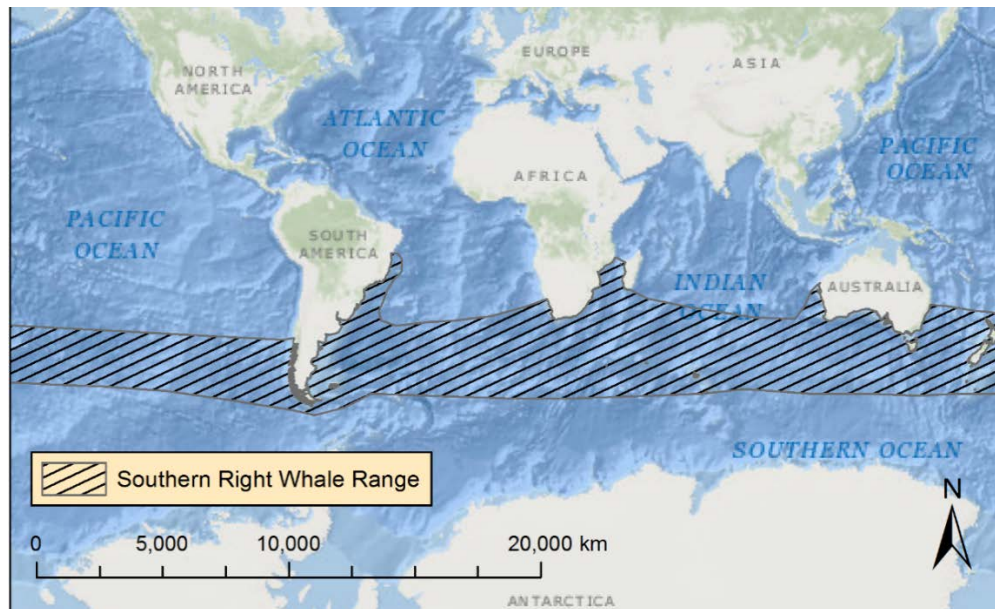 NORTH
AMERICA
EUROPE
ASIA
ATLANTIC
OCEAN
PACIFIC
OCEAN
AFRICA
PACIFIC
OCEAN
SOUTH
AMERICA
INDIAN
OCEAN
AUSTRALIA
SOUTHERN OCEAN
Southern Right Whale Range
N
0 5,000 10,000 20,000 km
ANTARCTICA